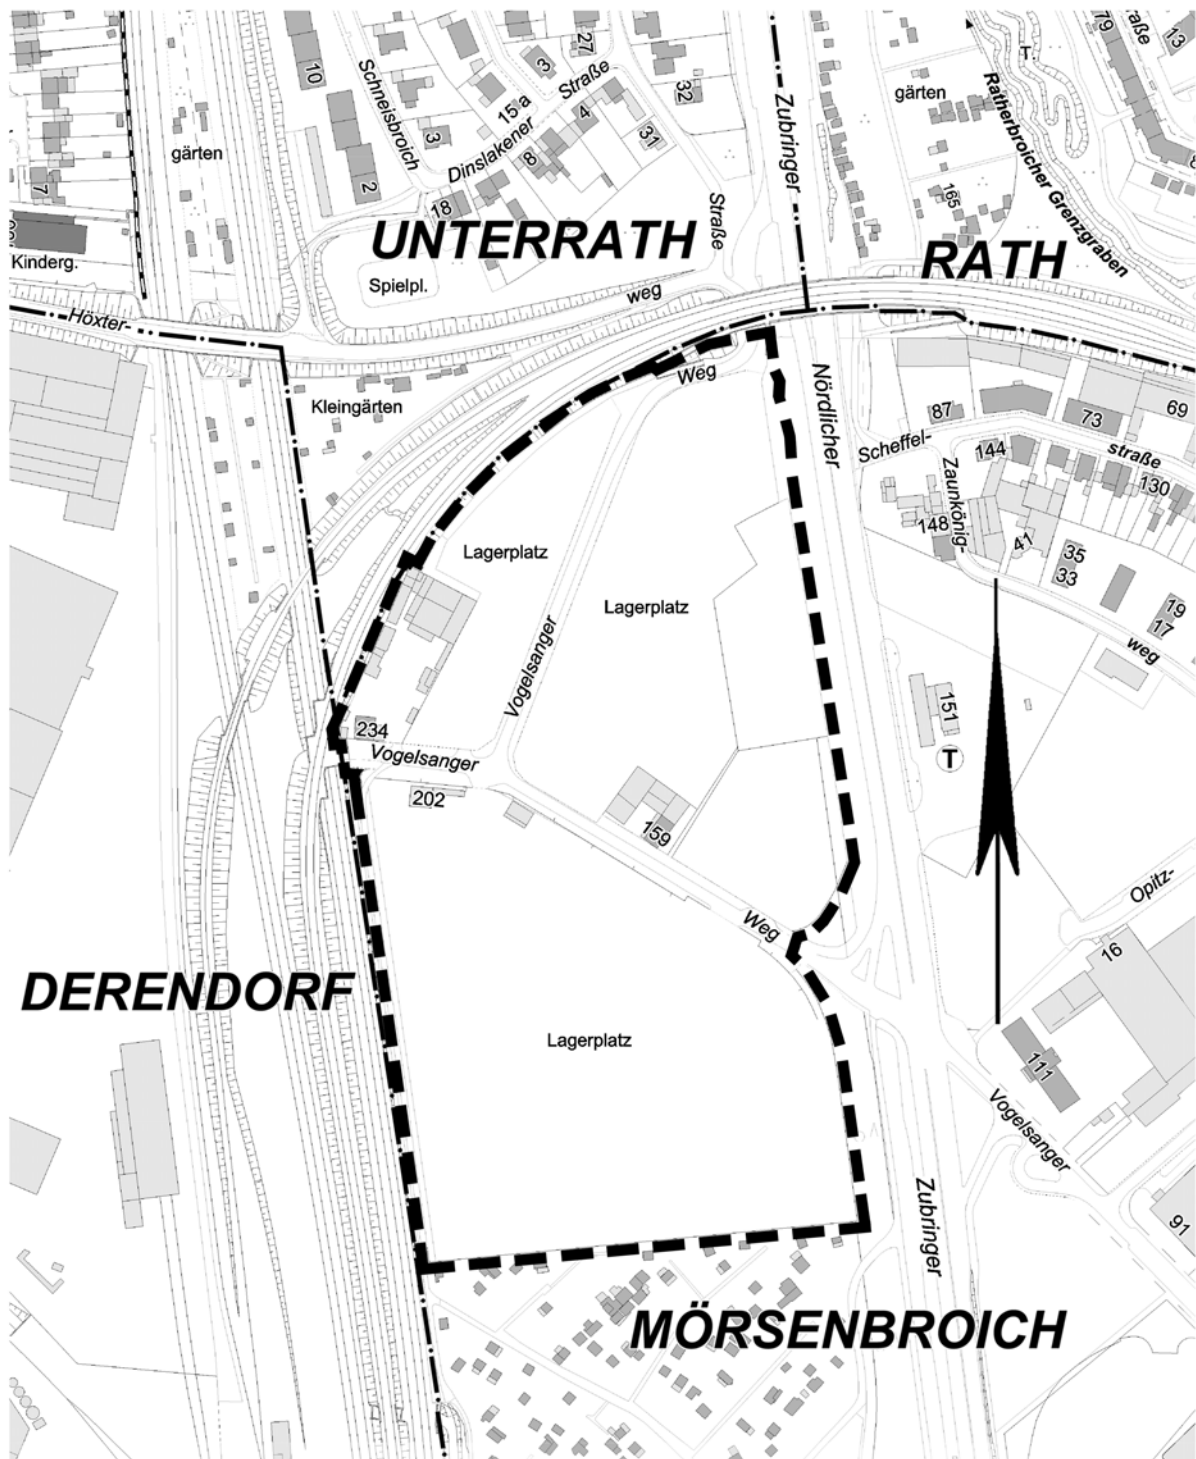 10
Schneisbroich
3
27
Straße
15 a
4
32
Zubringer
T.
79
raße
13
gärten
gärten
3
Dinslakener
8
31
Ratherbroicher Grenzgraben
7
2
18
165
Straße
UNTERRATH
RATH
Kinderg.
Spielpl.
weg
Höxter-
Weg
Nördlicher
Kleingärten
87
73
69
Scheffel-
straße
144
Zaunkönig-
130
148
41
35
33
Lagerplatz
Lagerplatz
19
17
weg
Vogelsanger
151
234
Vogelsanger
T
202
159
Opitz-
Weg
16
DERENDORF
Lagerplatz
111
Vogelsanger
Zubringer
91
MÖRSENBROICH